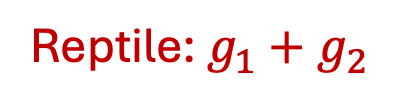 Reptile: g₁ + g₂